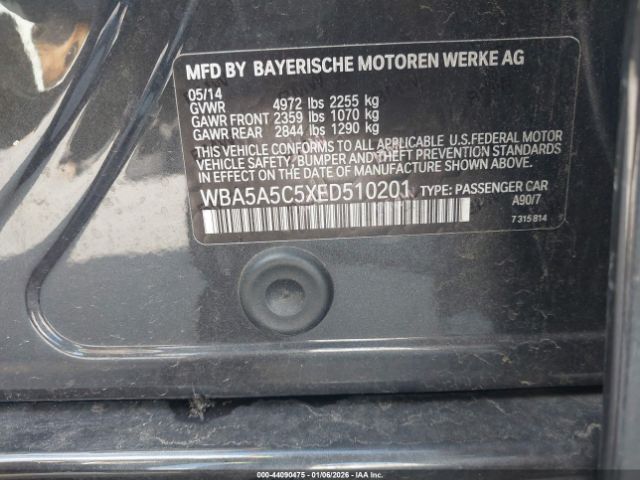 MFD BY BAYERISCHE MOTOREN WERKE AG
05/14
GVWR 4972 lbs 2255 kg
GAWR FRONT 2359 lbs 1070 kg
GAWR REAR 2844 lbs 1290 kg
THIS VEHICLE CONFORMS TO ALL APPLICABLE U.S.FEDERAL MOTOR
VEHICLE SAFETY, BUMPER AND THEFT PREVENTION STANDARDS
IN EFFECT ON THE DATE OF MANUFACTURE SHOWN ABOVE.
WBA5A5C5XED510201 TYPE: PASSENGER CAR
A90/7
7 315 814
000-44090475 01/06/2026 Copart